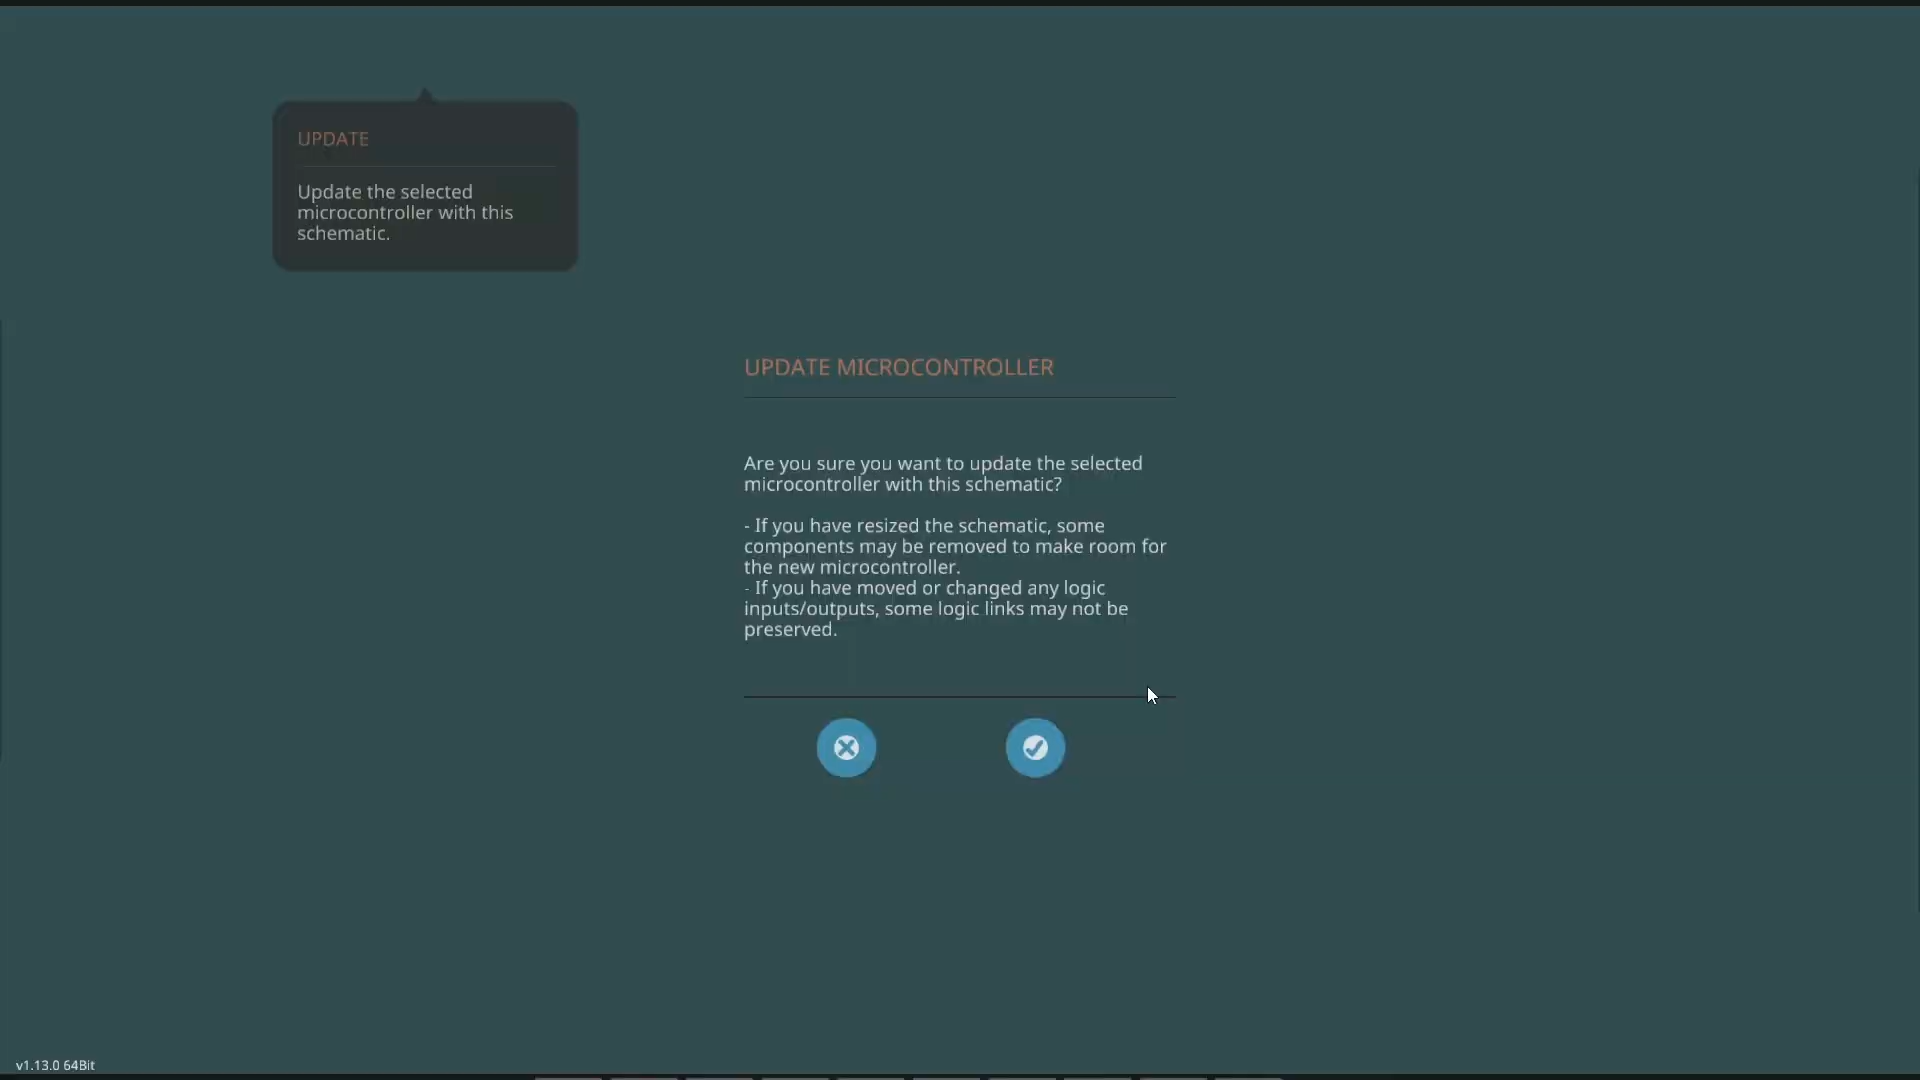 UPDATE
Update the selected
microcontroller with this
schematic.
UPDATE MICROCONTROLLER
Are you sure you want to update the selected
microcontroller with this schematic?
- If you have resized the schematic, some
components may be removed to make room for
the new microcontroller.
- If you have moved or changed any logic
inputs/outputs, some logic links may not be
preserved.
v1.13.0 64Bit